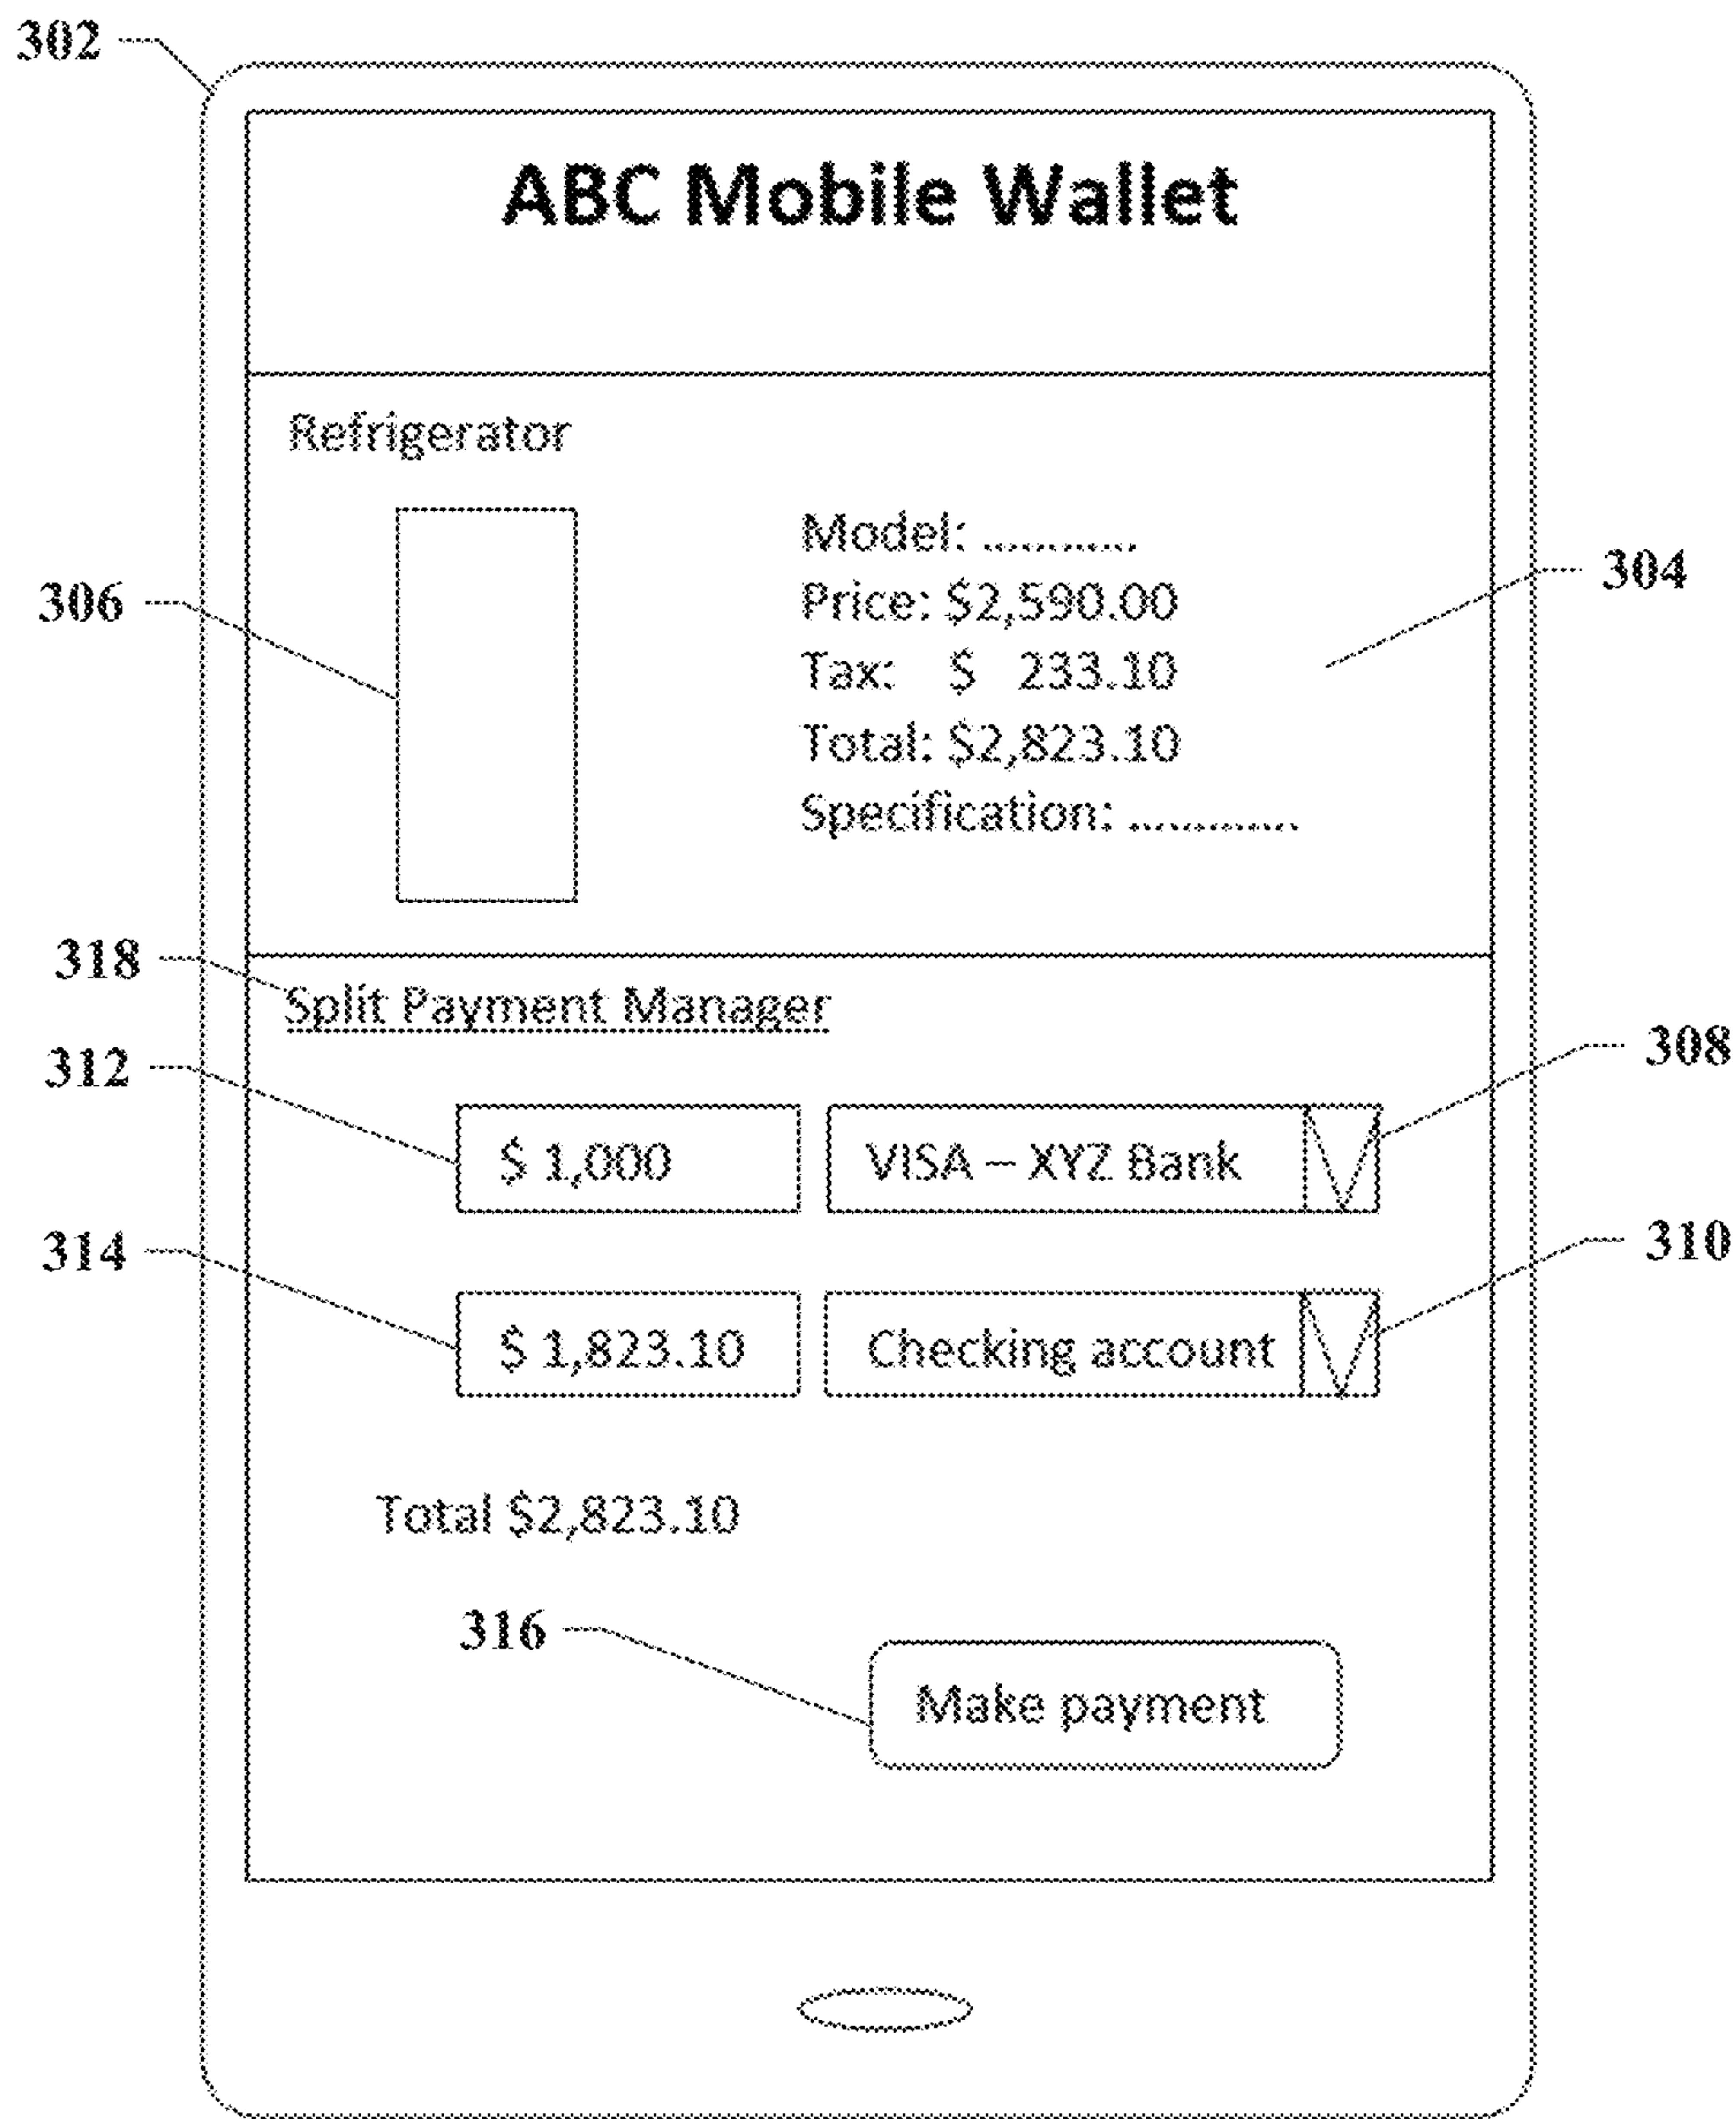 302
ABC Mobile Wallet
Refrigerator
Model: ............
Price: $2,590.00
306
304
Tax: $ 233.10
Total: $2,823.10
Specification: .............
318
Split Payment Manager
312
308
$ 1,000
VISA – XYZ Bank
314
310
$ 1,823.10
Checking account
Total $2,823.10
316
Make payment